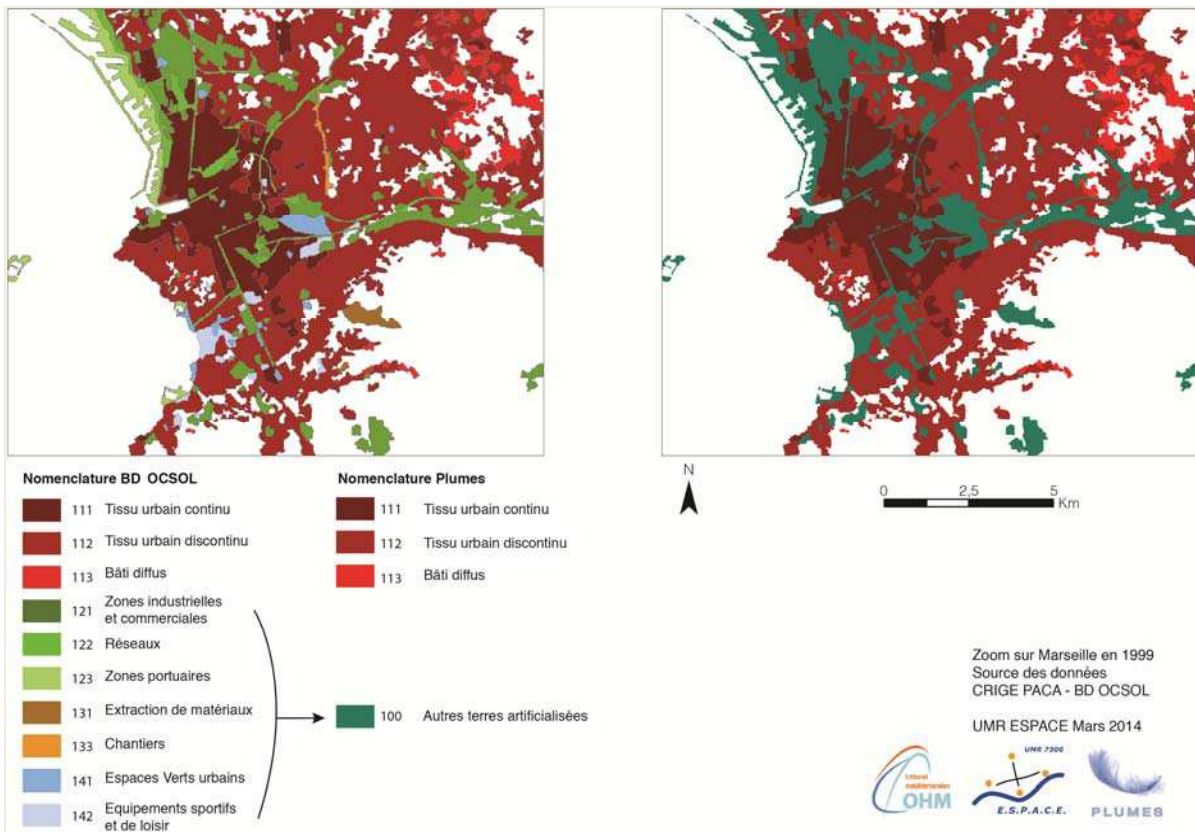 Nomenclature BD OCSOL
111 Tissu urbain continu
112 Tissu urbain discontinu
113 Bâti diffus
121 Zones industrielles
et commerciales
122 Réseaux
123 Zones portuaires
131 Extraction de matériaux
133 Chantiers
141 Espaces Verts urbains
142 Equipements sportifs
et de loisir
Nomenclature Plumes
111 Tissu urbain continu
112 Tissu urbain discontinu
113 Bâti diffus
100 Autres terres artificialisées
N
0 2,5 5
Km
Zoom sur Marseille en 1999
Source des données
CRIGE PACA - BD OCSOL
UMR ESPACE Mars 2014
Littoral
méditerranéen
OHM
UMR 7300
E.S.P.A.C.E.
PLUMES